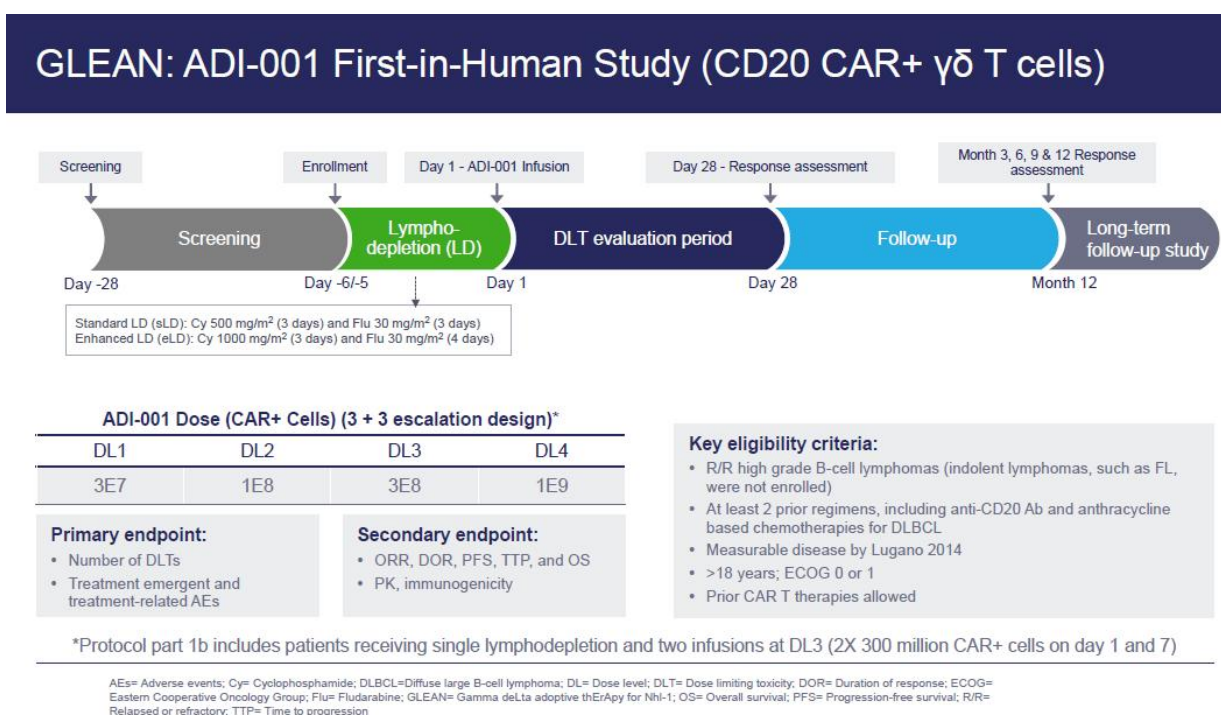 GLEAN: ADI-001 First-in-Human Study (CD20 CAR+ γδ T cells)
Screening
Enrollment
Day 1 - ADI-001 Infusion
Day 28 - Response assessment
Month 3, 6, 9 & 12 Response
assessment
Screening
Lympho-
depletion (LD)
DLT evaluation period
Follow-up
Long-term
follow-up study
Day -28
Day -6/-5
Day 1
Day 28
Month 12
Standard LD (sLD): Cy 500 mg/m² (3 days) and Flu 30 mg/m² (3 days)
Enhanced LD (eLD): Cy 1000 mg/m² (3 days) and Flu 30 mg/m² (4 days)
ADI-001 Dose (CAR+ Cells) (3 + 3 escalation design)*
DL1 DL2 DL3 DL4
3E7 1E8 3E8 1E9
Primary endpoint:
• Number of DLTs
• Treatment emergent and
treatment-related AEs
Secondary endpoint:
• ORR, DOR, PFS, TTP, and OS
• PK, immunogenicity
Key eligibility criteria:
• R/R high grade B-cell lymphomas (indolent lymphomas, such as FL,
were not enrolled)
• At least 2 prior regimens, including anti-CD20 Ab and anthracycline
based chemotherapies for DLBCL
• Measurable disease by Lugano 2014
• >18 years; ECOG 0 or 1
• Prior CAR T therapies allowed
*Protocol part 1b includes patients receiving single lymphodepletion and two infusions at DL3 (2X 300 million CAR+ cells on day 1 and 7)
AEs= Adverse events; Cy= Cyclophosphamide; DLBCL=Diffuse large B-cell lymphoma; DL= Dose level; DLT= Dose limiting toxicity; DOR= Duration of response; ECOG=
Eastern Cooperative Oncology Group; Flu= Fludarabine; GLEAN= Gamma deLta adoptive thErApy for Nhl-1; OS= Overall survival; PFS= Progression-free survival; R/R=
Relapsed or refractory; TTP= Time to progression